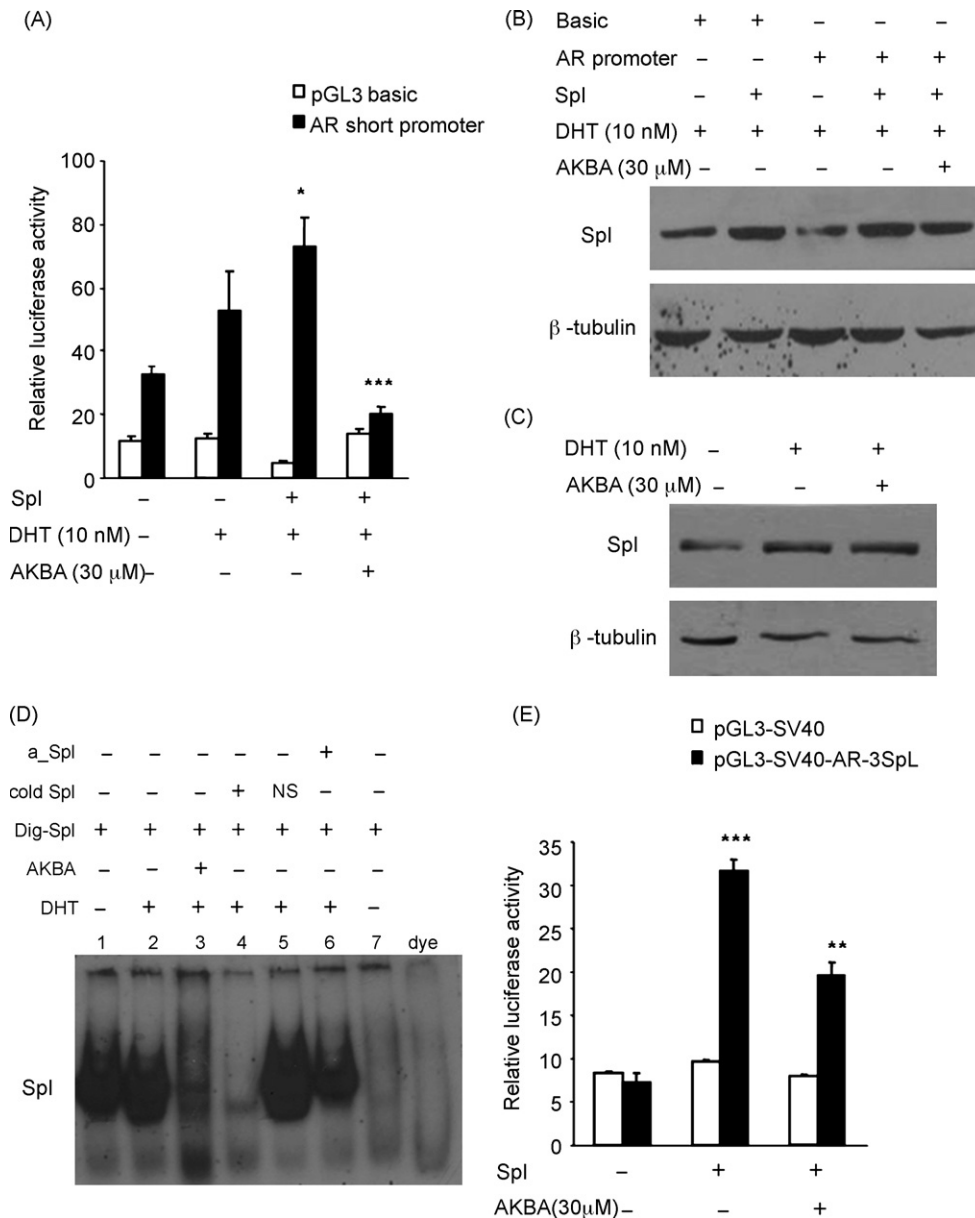 (A)
pGL3 basic
AR short promoter
Relative luciferase activity
100
80
60
40
20
0
*
***
SpI – – + +
DHT (10 nM) – + + +
AKBA (30 μM) – – – +
(B)
Basic + + – – –
AR promoter – – + + +
SpI – + – + +
DHT (10 nM) + + + + +
AKBA (30 μM) – – – – +
SpI
β -tubulin
(C)
DHT (10 nM) – + +
AKBA (30 μM) – – +
SpI
β -tubulin
(D)
a_SpI – – – – – + –
cold SpI – – – + NS – –
Dig-SpI + + + + + + +
AKBA – – + – – – –
DHT – + + + + + –
1 2 3 4 5 6 7 dye
SpI
(E)
pGL3-SV40
pGL3-SV40-AR-3SpL
Relative luciferase activity
35
30
25
20
15
10
5
0
***
**
SpI – + +
AKBA(30μM) – – +